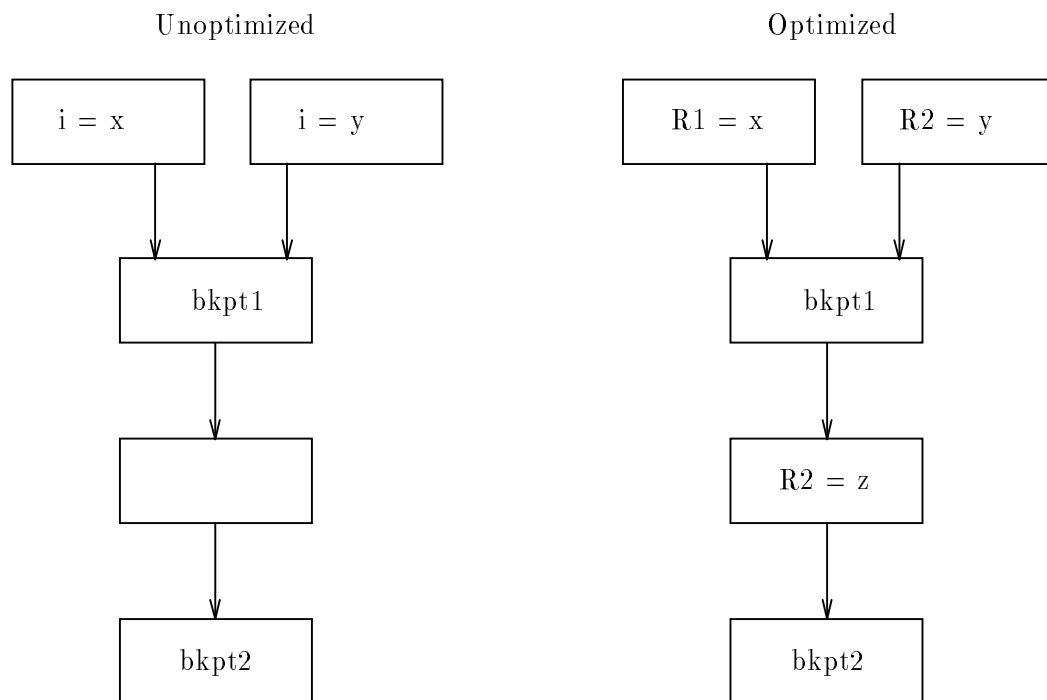 Unoptimized
Optimized
i = x
i = y
R1 = x
R2 = y
bkpt1
bkpt1
R2 = z
bkpt2
bkpt2